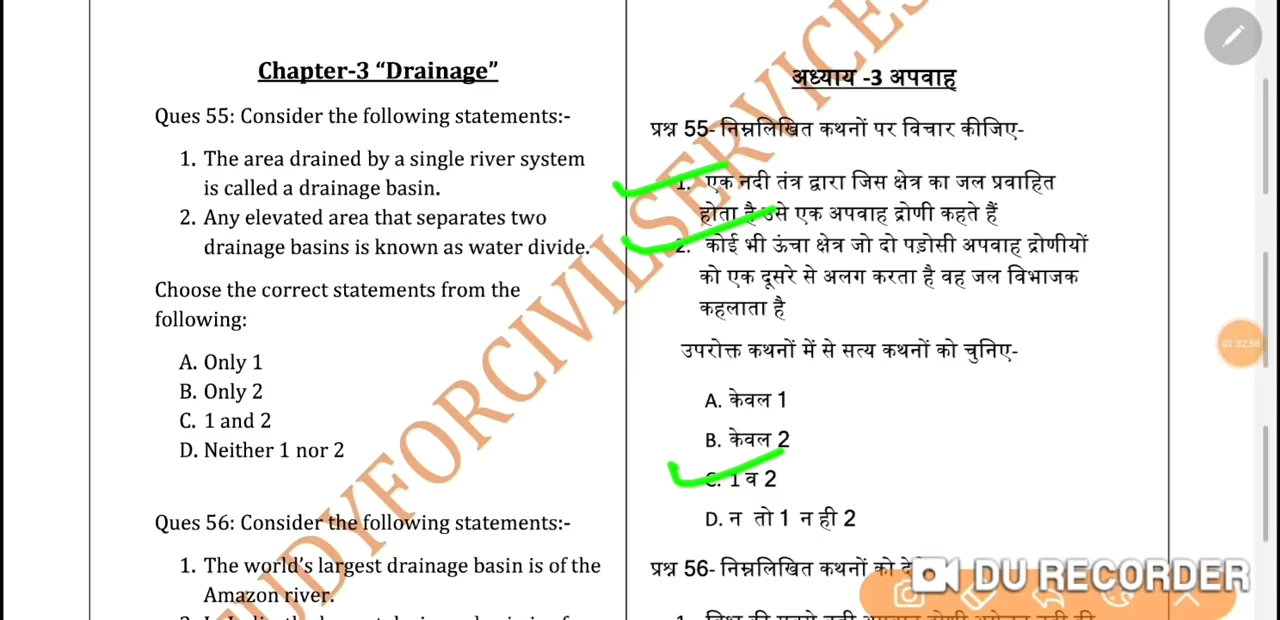 Chapter-3 “Drainage”
Ques 55: Consider the following statements:-
1. The area drained by a single river system
is called a drainage basin.
2. Any elevated area that separates two
drainage basins is known as water divide.
Choose the correct statements from the
following:
A. Only 1
B. Only 2
C. 1 and 2
D. Neither 1 nor 2
Ques 56: Consider the following statements:-
1. The world's largest drainage basin is of the
Amazon river.
अध्याय -3 अपवाह
प्रश्न 55- निम्नलिखित कथनों पर विचार कीजिए-
1. एक नदी तंत्र द्वारा जिस क्षेत्र का जल प्रवाहित
होता है उसे एक अपवाह द्रोणी कहते हैं
2. कोई भी ऊंचा क्षेत्र जो दो पड़ोसी अपवाह द्रोणीयों
को एक दूसरे से अलग करता है वह जल विभाजक
कहलाता है
उपरोक्त कथनों में से सत्य कथनों को चुनिए-
A. केवल 1
B. केवल 2
C. 1 व 2
D. न तो 1 न ही 2
प्रश्न 56- निम्नलिखित कथनों को
STUDYFORCIVILSERVICES
01:32:58
DU RECORDER